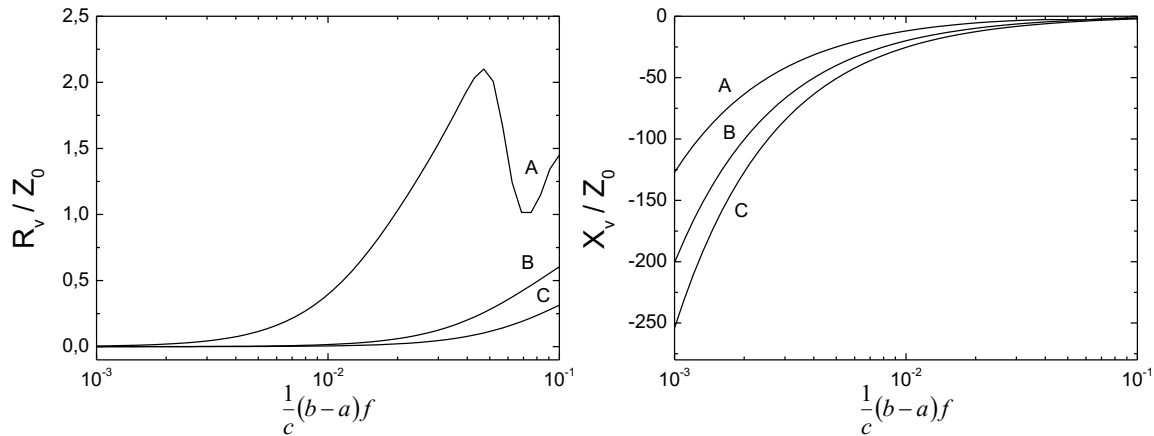 2,5
2,0
1,5
1,0
0,5
0,0
R_v / Z_0
A
B
C
10^-3
10^-2
10^-1
1/c (b-a)f
0
-50
-100
-150
-200
-250
X_v / Z_0
A
B
C
10^-3
10^-2
10^-1
1/c (b-a)f